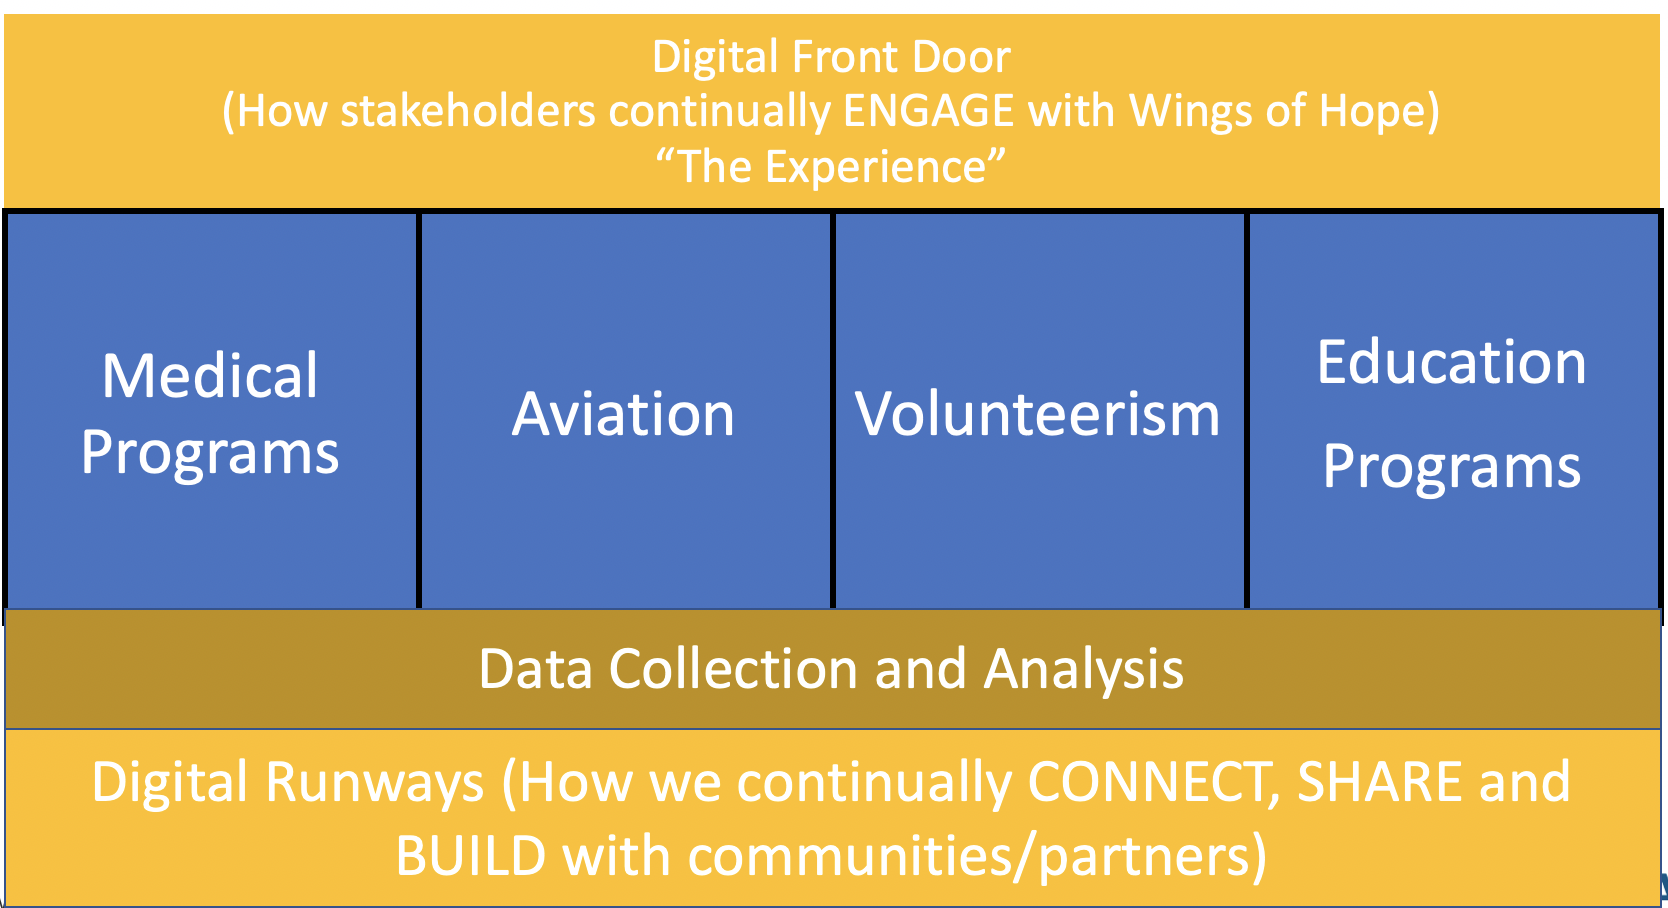 Digital Front Door
(How stakeholders continually ENGAGE with Wings of Hope)
“The Experience”
Medical
Programs
Aviation
Volunteerism
Education
Programs
Data Collection and Analysis
Digital Runways (How we continually CONNECT, SHARE and
BUILD with communities/partners)